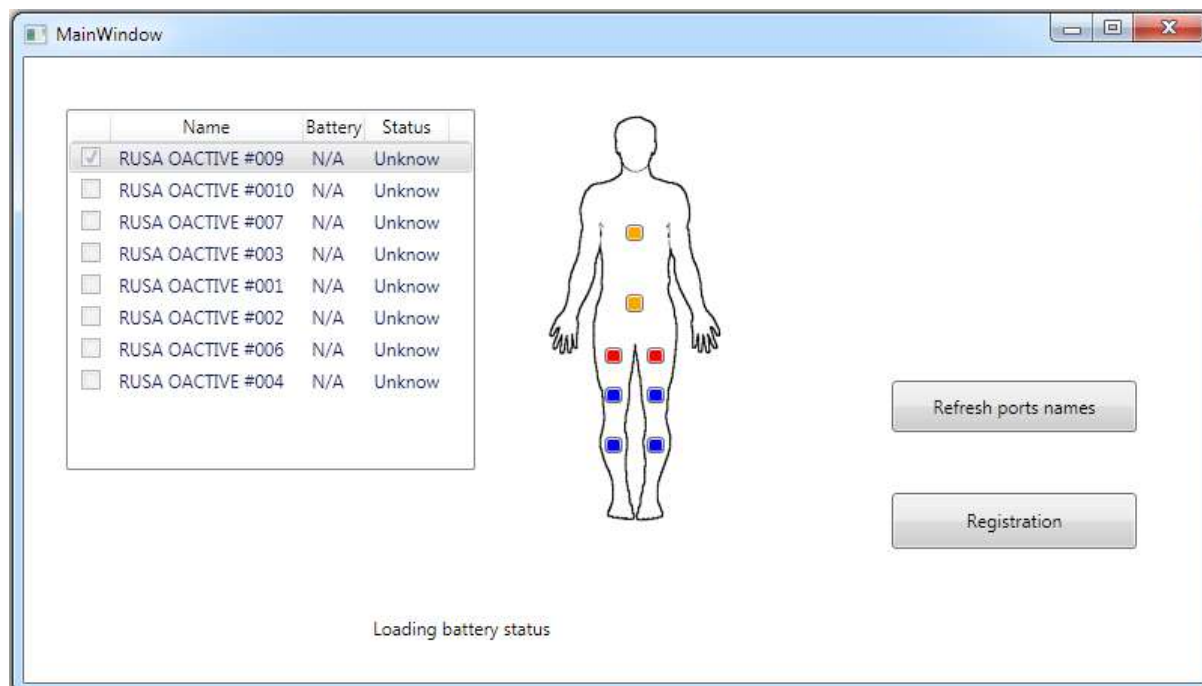 MainWindow
Name Battery Status
RUSA OACTIVE #009 N/A Unknow
RUSA OACTIVE #0010 N/A Unknow
RUSA OACTIVE #007 N/A Unknow
RUSA OACTIVE #003 N/A Unknow
RUSA OACTIVE #001 N/A Unknow
RUSA OACTIVE #002 N/A Unknow
RUSA OACTIVE #006 N/A Unknow
RUSA OACTIVE #004 N/A Unknow
Refresh ports names
Registration
Loading battery status